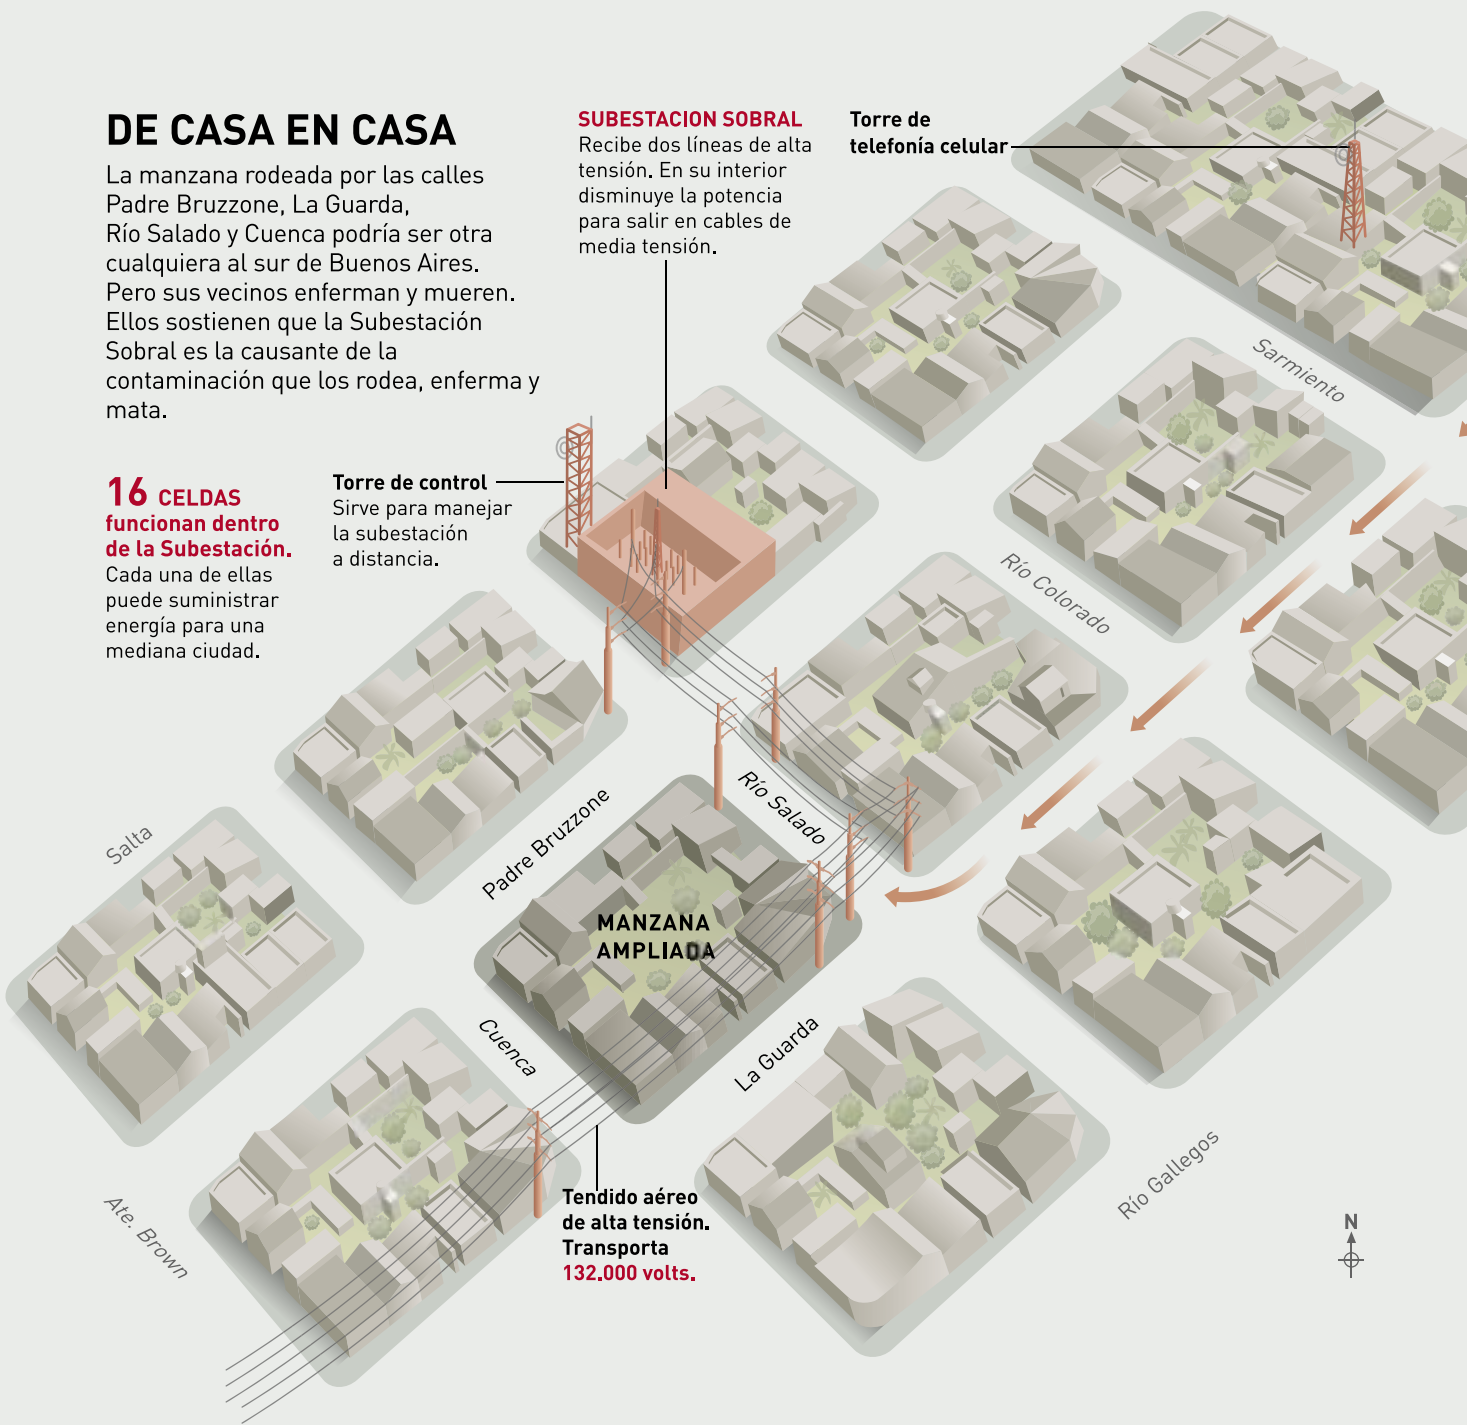 DE CASA EN CASA
La manzana rodeada por las calles
Padre Bruzzone, La Guarda,
Río Salado y Cuenca podría ser otra
cualquiera al sur de Buenos Aires.
Pero sus vecinos enferman y mueren.
Ellos sostienen que la Subestación
Sobral es la causante de la
contaminación que los rodea, enferma y
mata.
SUBESTACION SOBRAL
Recibe dos líneas de alta
tensión. En su interior
disminuye la potencia
para salir en cables de
media tensión.
Torre de
telefonía celular
16 CELDAS
funcionan dentro
de la Subestación.
Cada una de ellas
puede suministrar
energía para una
mediana ciudad.
Torre de control
Sirve para manejar
la subestación
a distancia.
Sarmiento
Río Colorado
Río Salado
Padre Bruzzone
Salta
MANZANA
AMPLIADA
Cuenca
La Guarda
Río Gallegos
Ate. Brown
Tendido aéreo
de alta tensión.
Transporta
132.000 volts.
N